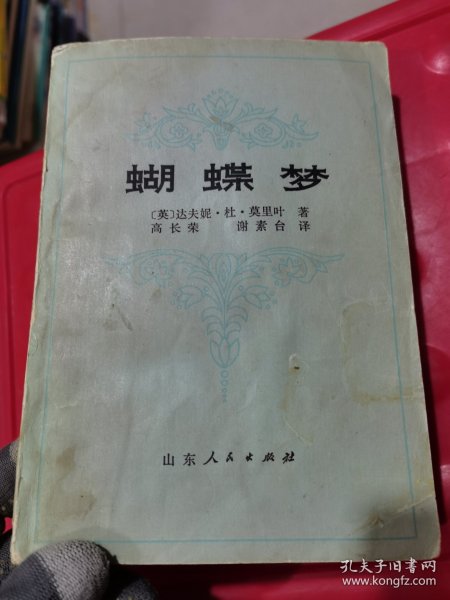 蝴蝶梦
〔英〕达夫妮·杜·莫里叶 著
高长荣 谢素台 译
山东人民出版社
孔夫子旧书网
www.kongfz.com